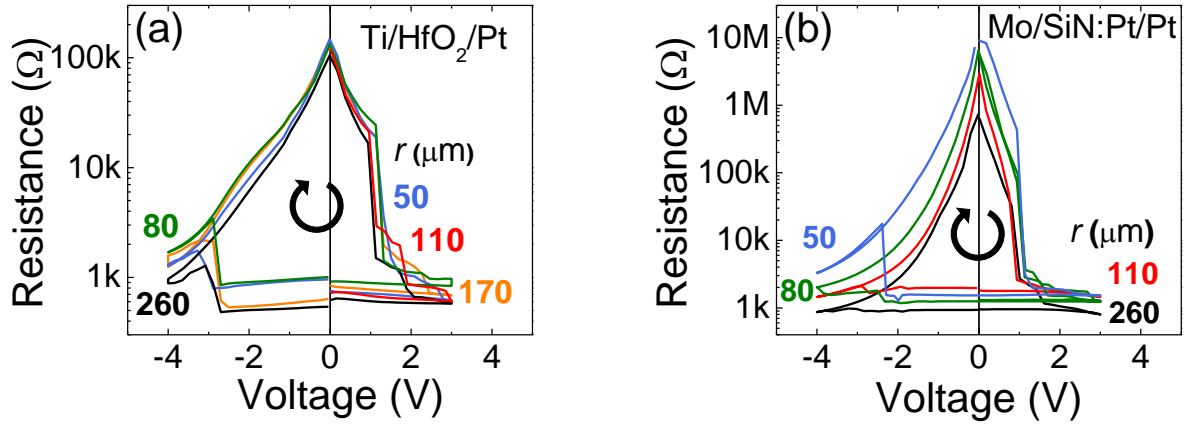 (a)
Ti/HfO₂/Pt
Resistance (Ω)
100k
10k
1k
r (μm)
50
80
110
170
260
-4
-2
0
2
4
Voltage (V)
(b)
Mo/SiN:Pt/Pt
Resistance (Ω)
10M
1M
100k
10k
1k
50
r (μm)
80
110
260
-4
-2
0
2
4
Voltage (V)